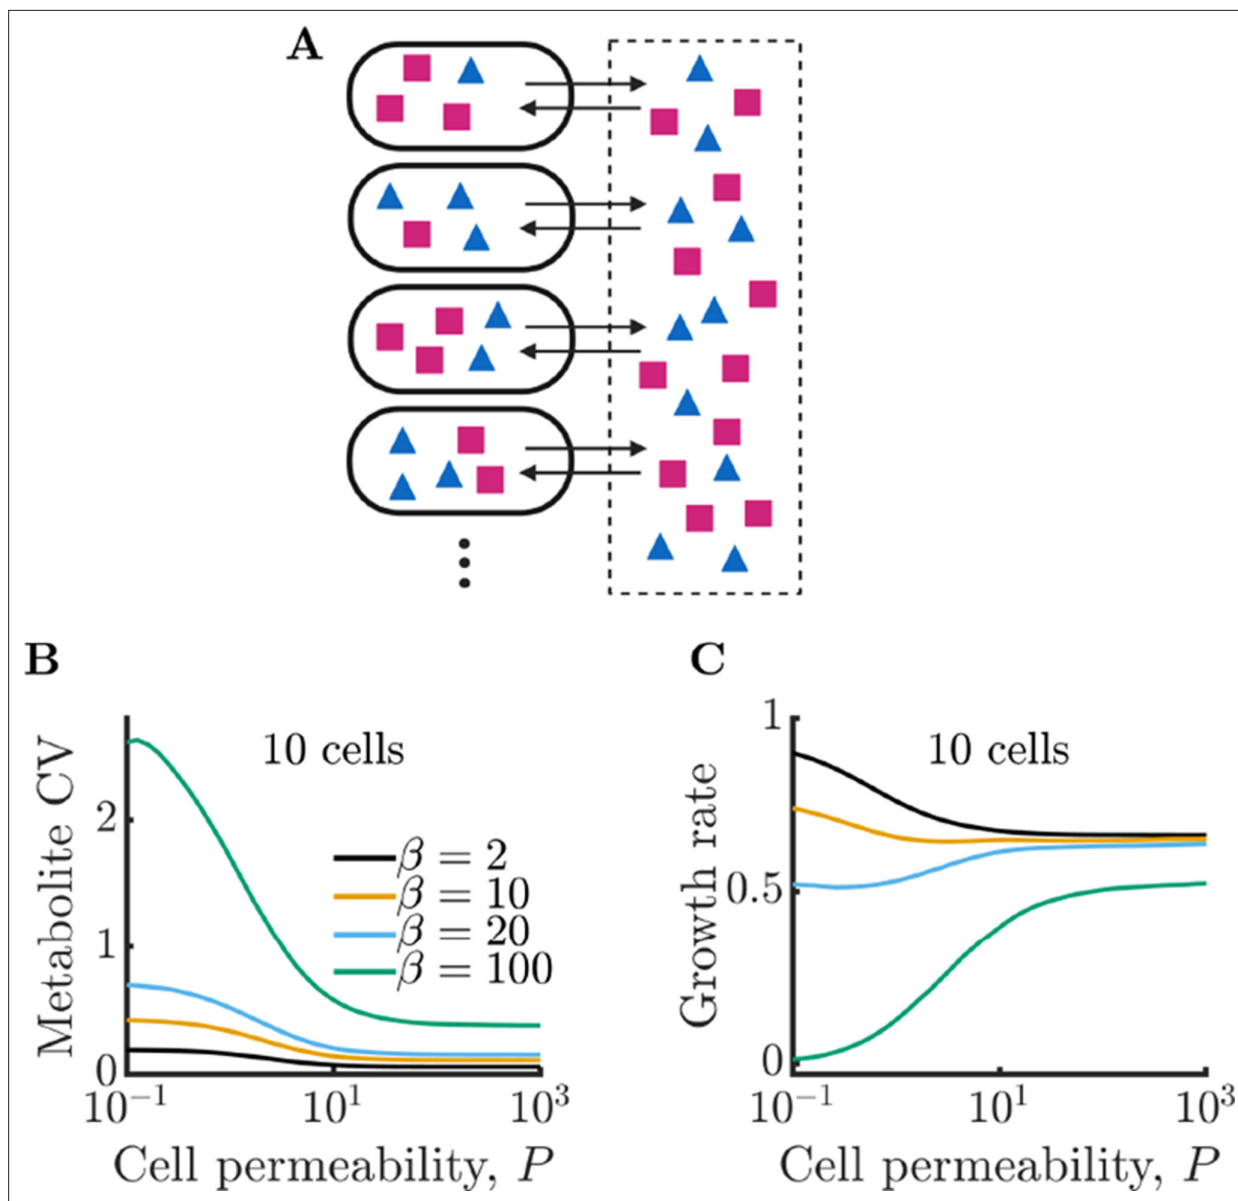 A
B
Metabolite CV
10 cells
2
1
0
β = 2
β = 10
β = 20
β = 100
10⁻¹
10¹
10³
Cell permeability, P
C
Growth rate
10 cells
1
0.5
0
10⁻¹
10¹
10³
Cell permeability, P